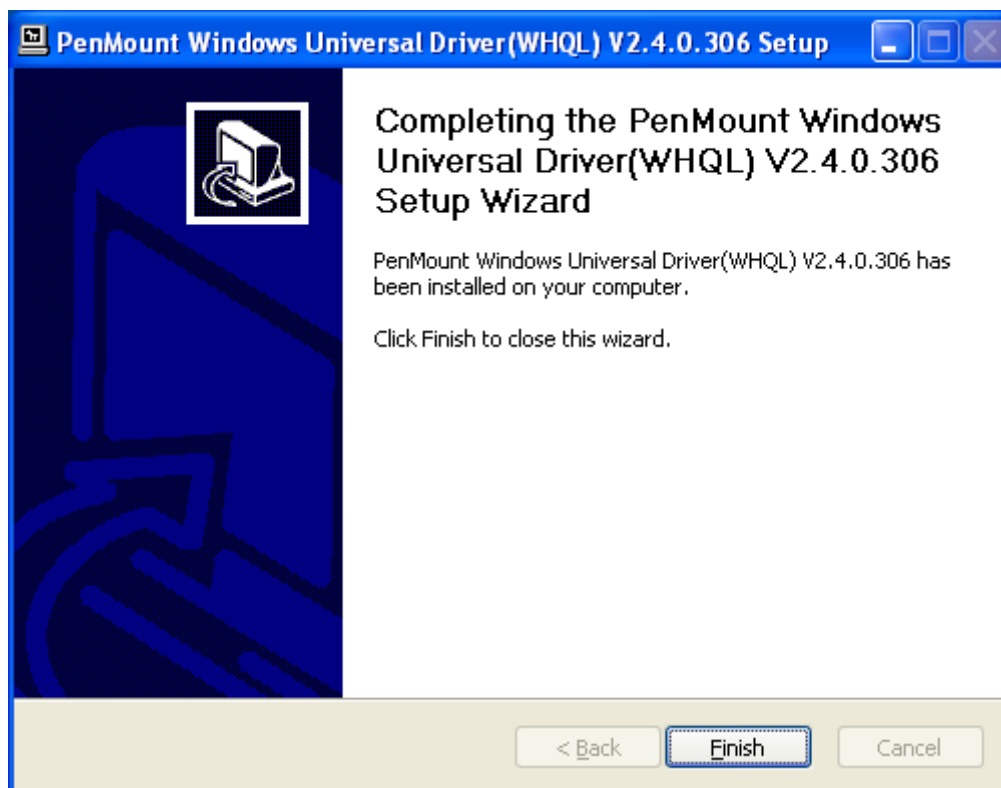 PenMount Windows Universal Driver(WHQL) V2.4.0.306 Setup
Completing the PenMount Windows
Universal Driver(WHQL) V2.4.0.306
Setup Wizard
PenMount Windows Universal Driver(WHQL) V2.4.0.306 has
been installed on your computer.
Click Finish to close this wizard.
< Back Finish Cancel